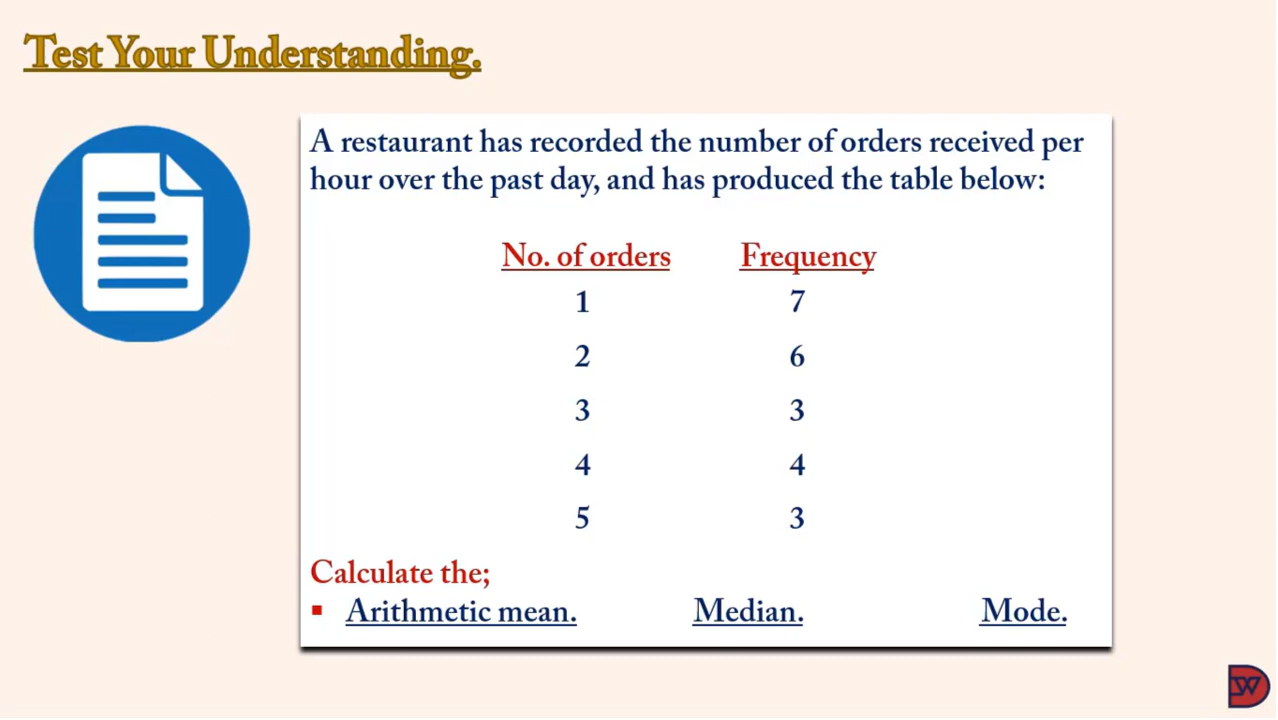 Test Your Understanding.
A restaurant has recorded the number of orders received per
hour over the past day, and has produced the table below:
No. of orders Frequency
1 7
2 6
3 3
4 4
5 3
Calculate the;
▪ Arithmetic mean. Median. Mode.
DW